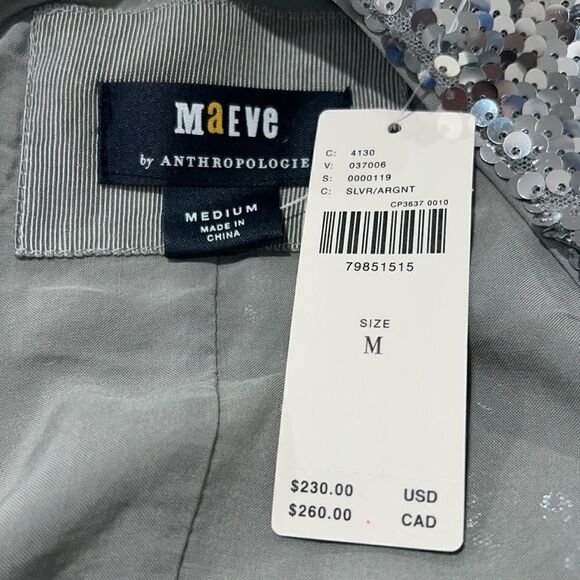 MaEVe
by ANTHROPOLOGIE
MEDIUM
MADE IN
CHINA
C: 4130
V: 037006
S: 0000119
C: SLVR/ARGNT
CP3637 0010
79851515
SIZE
M
$230.00 USD
$260.00 CAD